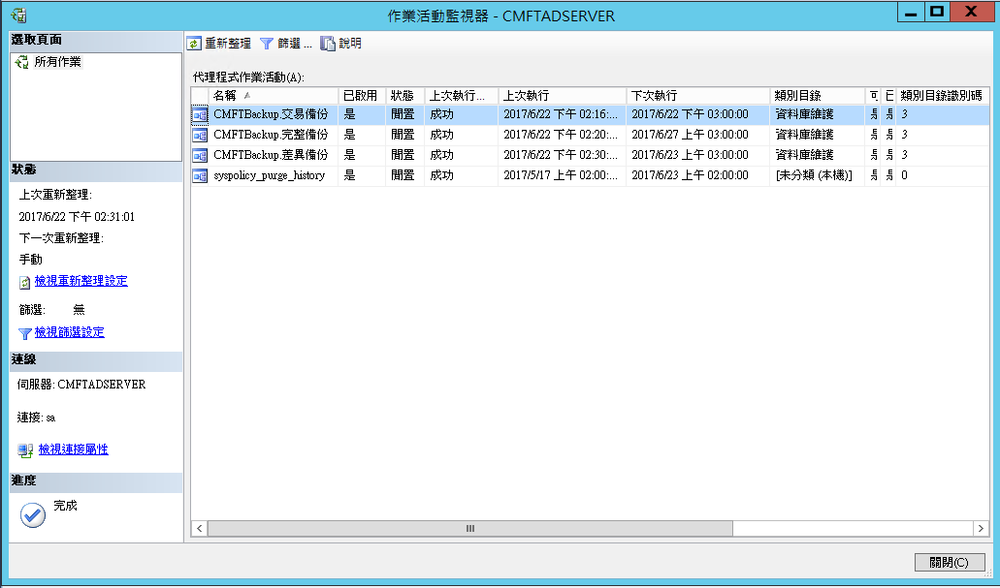 作業活動監視器 - CMFTADSERVER
選取頁面
所有作業
狀態
上次重新整理:
2017/6/22 下午 02:31:01
下一次重新整理:
手動
檢視重新整理設定
篩選: 無
檢視篩選設定
連線
伺服器: CMFTADSERVER
連接: sa
檢視連接屬性
進度
完成
重新整理 篩選 ... 說明
代理程式作業活動(A):
名稱 已啟用 狀態 上次執行... 上次執行 下次執行 類別目錄 可 已 類別目錄識別碼
CMFTBackup.交易備份 是 閒置 成功 2017/6/22 下午 02:16:... 2017/6/22 下午 03:00:00 資料庫維護 是 是 3
CMFTBackup.完整備份 是 閒置 成功 2017/6/22 下午 02:20:... 2017/6/27 上午 03:00:00 資料庫維護 是 是 3
CMFTBackup.差異備份 是 閒置 成功 2017/6/22 下午 02:30:... 2017/6/23 上午 03:00:00 資料庫維護 是 是 3
syspolicy_purge_history 是 閒置 成功 2017/5/17 上午 02:00:... 2017/6/23 上午 02:00:00 [未分類 (本機)] 是 是 0
關閉(C)